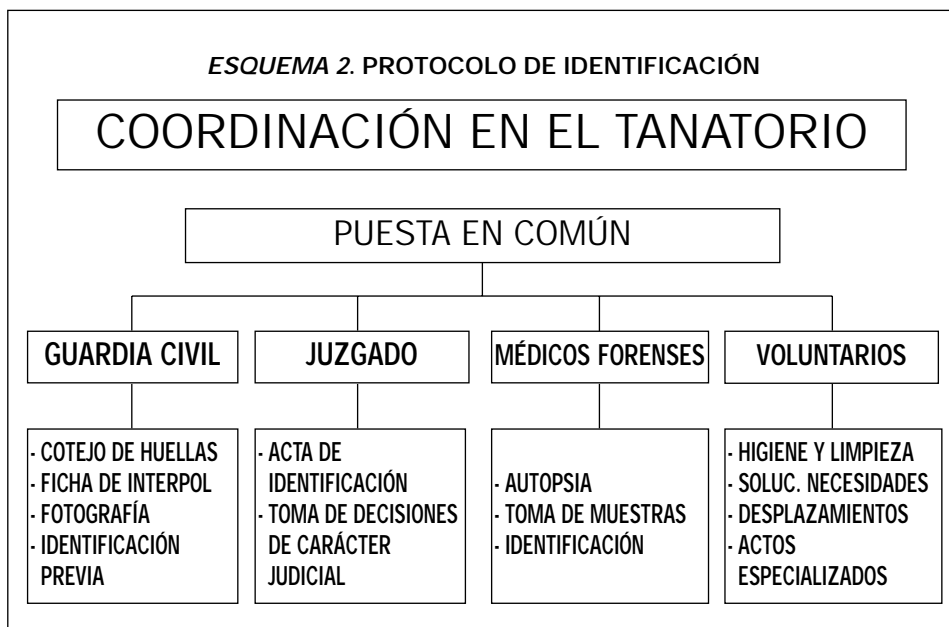 ESQUEMA 2. PROTOCOLO DE IDENTIFICACIÓN
COORDINACIÓN EN EL TANATORIO
PUESTA EN COMÚN
GUARDIA CIVIL
- COTEJO DE HUELLAS
- FICHA DE INTERPOL
- FOTOGRAFÍA
- IDENTIFICACIÓN
PREVIA
JUZGADO
- ACTA DE
IDENTIFICACIÓN
- TOMA DE DECISIONES
DE CARÁCTER
JUDICIAL
MÉDICOS FORENSES
- AUTOPSIA
- TOMA DE MUESTRAS
- IDENTIFICACIÓN
VOLUNTARIOS
- HIGIENE Y LIMPIEZA
- SOLUC. NECESIDADES
- DESPLAZAMIENTOS
- ACTOS
ESPECIALIZADOS